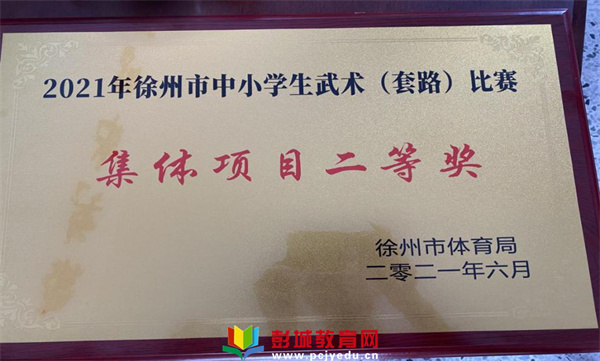 2021年徐州市中小学生武术（套路）比赛
集体项目二等奖
徐州市体育局
二零二一年六月
彭城教育网
www.pcjyedu.cn